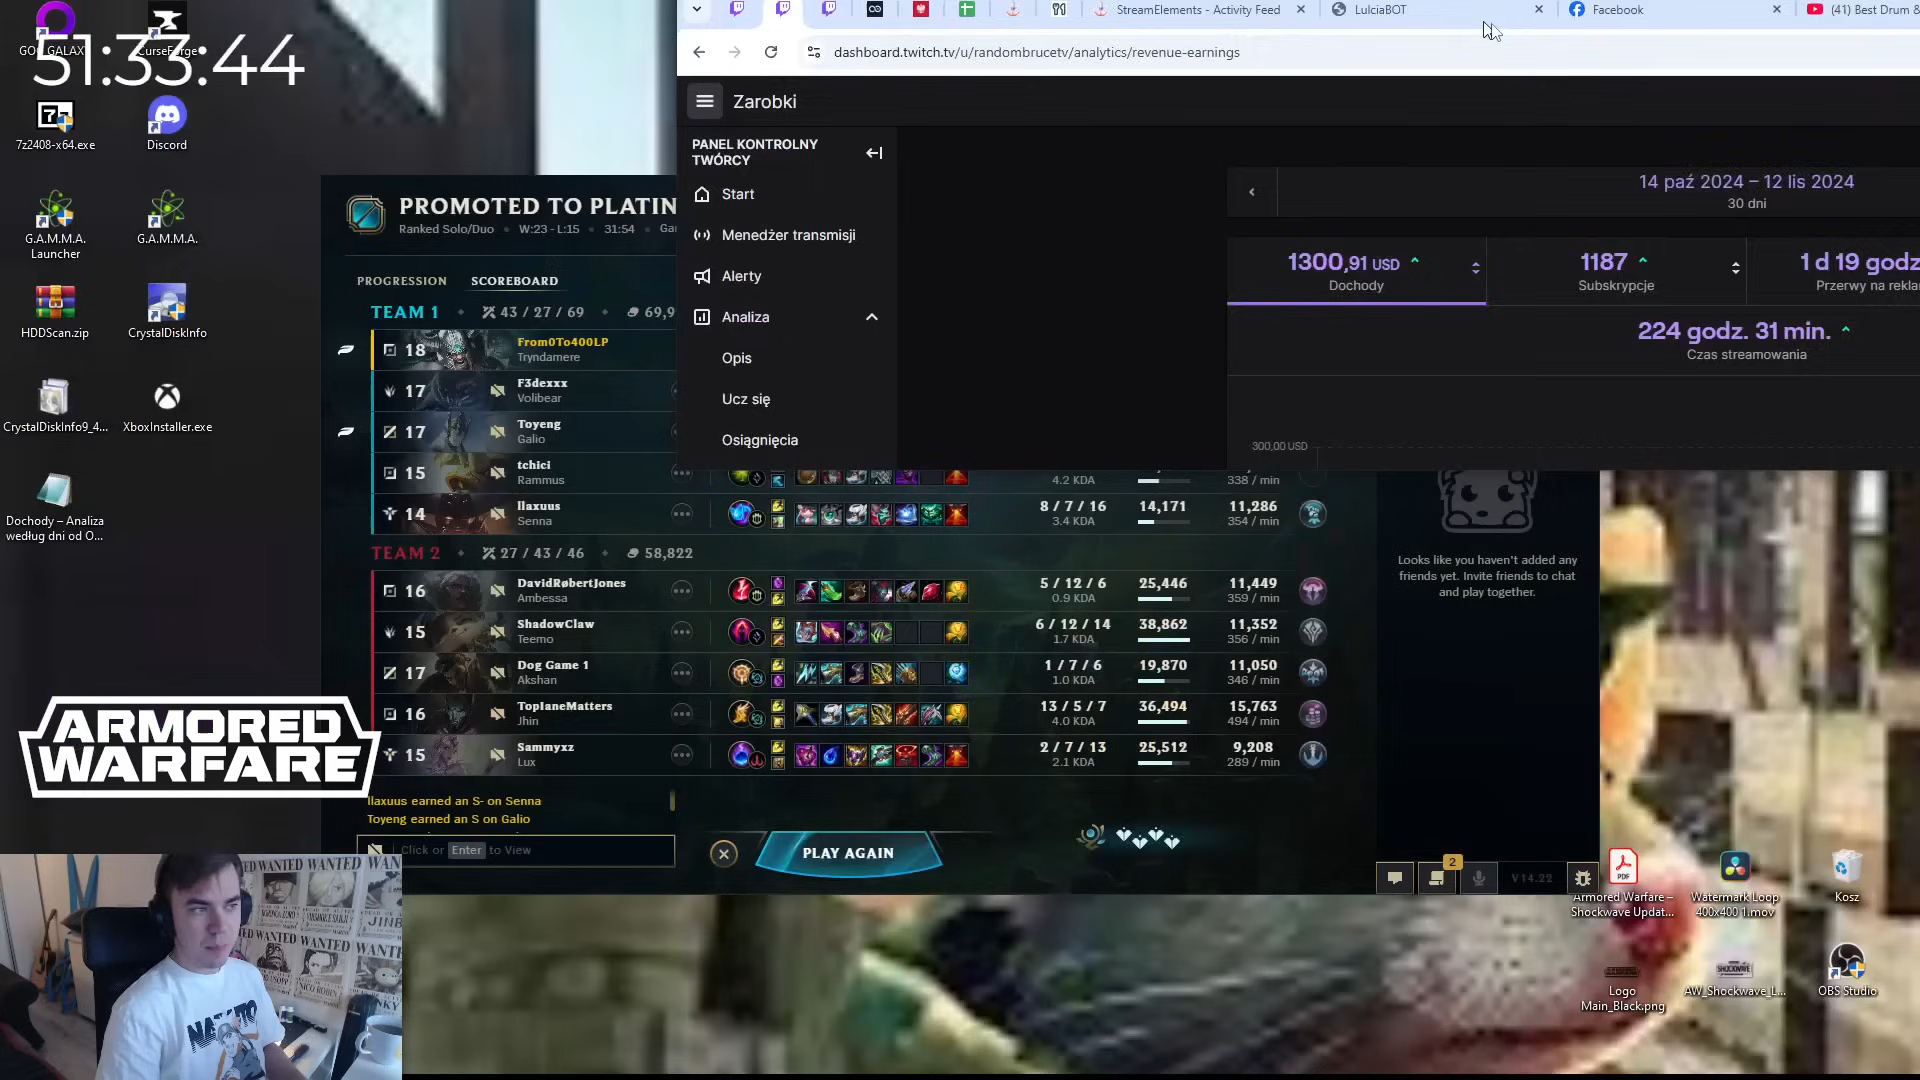 GOG GALAXY
CurseForge
51:33:44
7z2408-x64.exe
Discord
G.A.M.M.A. Launcher
G.A.M.M.A.
HDDScan.zip
CrystalDiskInfo
CrystalDiskInfo9_4...
XboxInstaller.exe
Dochody – Analiza według dni od O...
StreamElements - Activity Feed
LulciaBOT
Facebook
(41) Best Drum &
dashboard.twitch.tv/u/randombrucetv/analytics/revenue-earnings
Zarobki
PANEL KONTROLNY TWÓRCY
Start
Menedżer transmisji
Alerty
Analiza
Opis
Ucz się
Osiągnięcia
14 paź 2024 – 12 lis 2024
30 dni
1300,91 USD
Dochody
1187
Subskrypcje
1 d 19 godz
Przerwy na rekla
224 godz. 31 min.
Czas streamowania
300,00 USD
PROMOTED TO PLATIN
Ranked Solo/Duo • W:23 - L:15 • 31:54 Ga
PROGRESSION SCOREBOARD
TEAM 1 43 / 27 / 69 69,9
18 From0To400LP
Tryndamere
17 F3dexxx
Volibear
17 Toyeng
Galio
15 tchici
Rammus
4.2 KDA 338 / min
14 llaxuus 8 / 7 / 16 14,171 11,286
Senna 3.4 KDA 354 / min
TEAM 2 27 / 43 / 46 58,822
16 DavidRøbertJones 5 / 12 / 6 25,446 11,449
Ambessa 0.9 KDA 359 / min
15 ShadowClaw 6 / 12 / 14 38,862 11,352
Teemo 1.7 KDA 356 / min
17 Dog Game 1 1 / 7 / 6 19,870 11,050
Akshan 1.0 KDA 346 / min
16 ToplaneMatters 13 / 5 / 7 36,494 15,763
Jhin 4.0 KDA 494 / min
15 Sammyxz 2 / 7 / 13 25,512 9,208
Lux 2.1 KDA 289 / min
llaxuus earned an S- on Senna
Toyeng earned an S on Galio
Click or Enter to View
PLAY AGAIN
Looks like you haven't added any
friends yet. Invite friends to chat
and play together.
2
V14.22
ARMORED
WARFARE
WANTED WANTED
NICO ROBIN
Armored Warfare – Shockwave Updat...
Watermark Loop 400x400 1.mov
Kosz
Logo Main_Black.png
AW_Shockwave_L...
OBS Studio